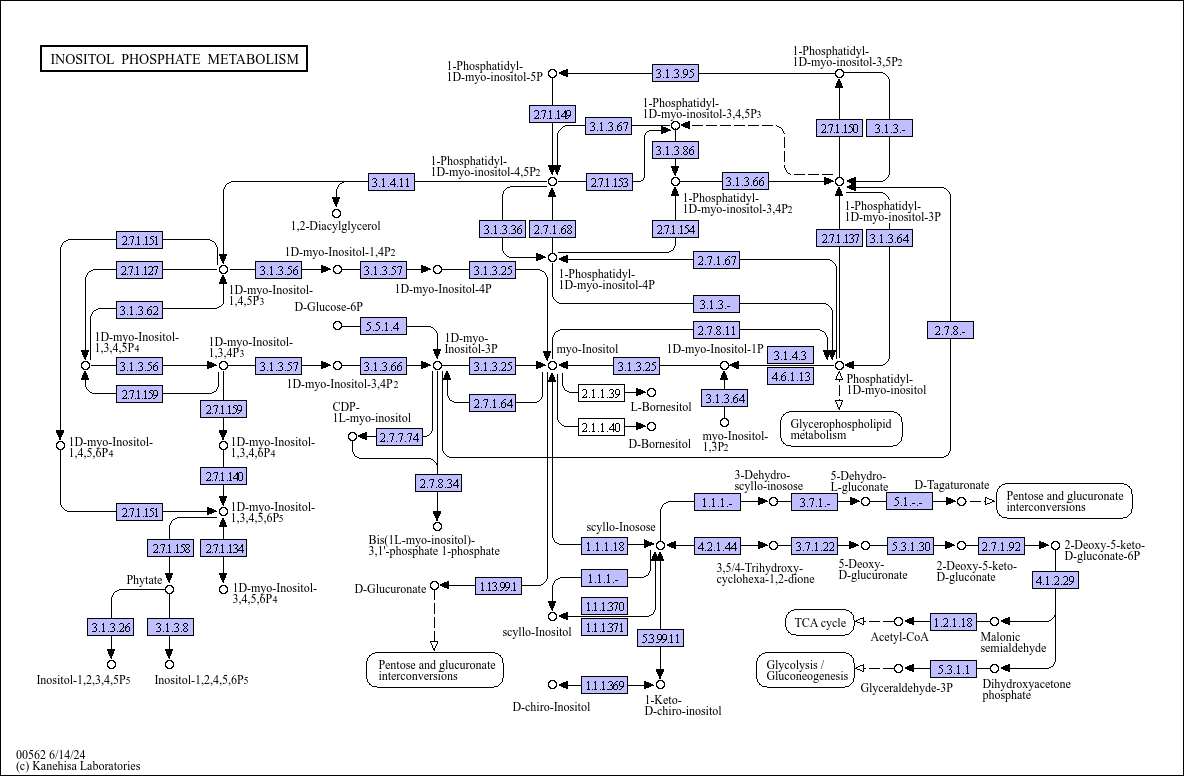 INOSITOL PHOSPHATE METABOLISM
1-Phosphatidyl-
1D-myo-inositol-5P
3.1.3.95
1-Phosphatidyl-
1D-myo-inositol-3,5P2
2.7.1.149
3.1.3.67
1-Phosphatidyl-
1D-myo-inositol-3,4,5P3
2.7.1.150
3.1.3.-
3.1.3.86
1-Phosphatidyl-
1D-myo-inositol-4,5P2
3.1.4.11
2.7.1.153
3.1.3.66
1,2-Diacylglycerol
1-Phosphatidyl-
1D-myo-inositol-3,4P2
1-Phosphatidyl-
1D-myo-inositol-3P
3.1.3.36
2.7.1.68
2.7.1.154
2.7.1.137
3.1.3.64
2.7.1.151
1D-myo-Inositol-1,4P2
2.7.1.127
3.1.3.56
3.1.3.57
3.1.3.25
2.7.1.67
1-Phosphatidyl-
1D-myo-inositol-4P
1D-myo-Inositol-
1,4,5P3
1D-myo-Inositol-4P
3.1.3.62
D-Glucose-6P
3.1.3.-
5.5.1.4
2.7.8.11
2.7.8.-
1D-myo-Inositol-
1,3,4,5P4
1D-myo-Inositol-
1,3,4P3
1D-myo-
Inositol-3P
myo-Inositol
1D-myo-Inositol-1P
3.1.4.3
3.1.3.56
3.1.3.57
3.1.3.66
3.1.3.25
3.1.3.25
4.6.1.13
1D-myo-Inositol-3,4P2
Phosphatidyl-
1D-myo-inositol
2.7.1.159
2.7.1.159
2.7.1.64
2.1.1.39
L-Bornesitol
3.1.3.64
CDP-
1L-myo-inositol
2.7.7.74
2.1.1.40
D-Bornesitol
myo-Inositol-
1,3P2
Glycerophospholipid
metabolism
1D-myo-Inositol-
1,4,5,6P4
1D-myo-Inositol-
1,3,4,6P4
2.7.1.140
2.7.8.34
3-Dehydro-
scyllo-inosose
5-Dehydro-
L-gluconate
D-Tagaturonate
1.1.1.-
3.7.1.-
5.1.-.-
Pentose and glucuronate
interconversions
2.7.1.151
1D-myo-Inositol-
1,3,4,5,6P5
scyllo-Inosose
Bis(1L-myo-inositol)-
3,1'-phosphate 1-phosphate
2.7.1.158
2.7.1.134
1.1.1.18
4.2.1.44
3.7.1.22
5.3.1.30
2.7.1.92
2-Deoxy-5-keto-
D-gluconate-6P
3,5/4-Trihydroxy-
cyclohexa-1,2-dione
5-Deoxy-
D-glucuronate
2-Deoxy-5-keto-
D-gluconate
Phytate
1D-myo-Inositol-
3,4,5,6P4
D-Glucuronate
1.13.99.1
1.1.1.-
4.1.2.29
1.1.1.370
1.1.1.371
scyllo-Inositol
3.1.3.26
3.1.3.8
5.3.99.11
TCA cycle
1.2.1.18
Acetyl-CoA
Malonic
semialdehyde
Inositol-1,2,3,4,5P5
Inositol-1,2,4,5,6P5
Pentose and glucuronate
interconversions
Glycolysis /
Gluconeogenesis
5.3.1.1
Glyceraldehyde-3P
Dihydroxyacetone
phosphate
1.1.1.369
D-chiro-Inositol
1-Keto-
D-chiro-inositol
00562 6/14/24
(c) Kanehisa Laboratories